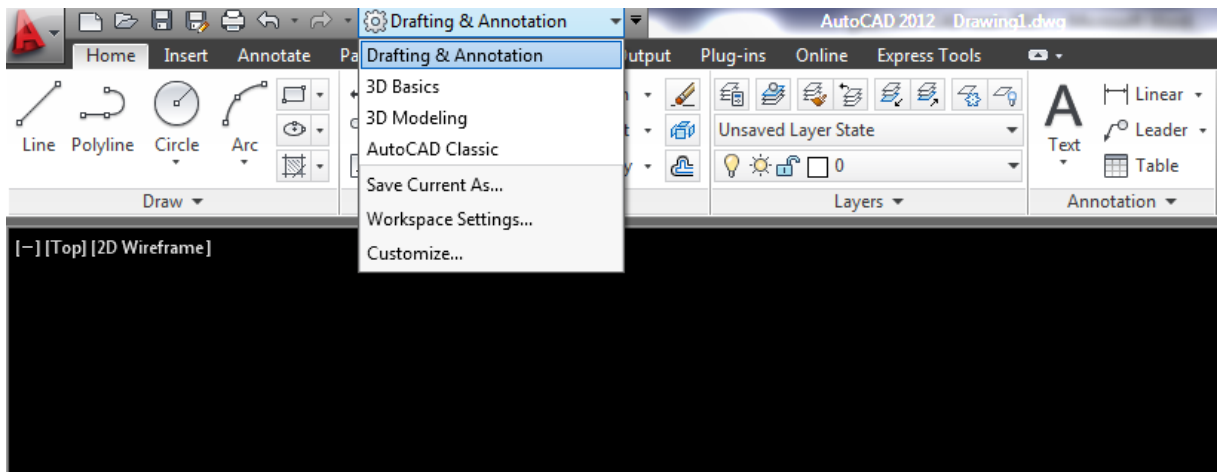 Drafting & Annotation
AutoCAD 2012 Drawing1.dwg
Home Insert Annotate Plug-ins Online Express Tools
Drafting & Annotation
3D Basics
3D Modeling
AutoCAD Classic
Save Current As...
Workspace Settings...
Customize...
Line Polyline Circle Arc
Draw
Unsaved Layer State
0
Layers
A
Text
Linear
Leader
Table
Annotation
[−] [Top] [2D Wireframe]